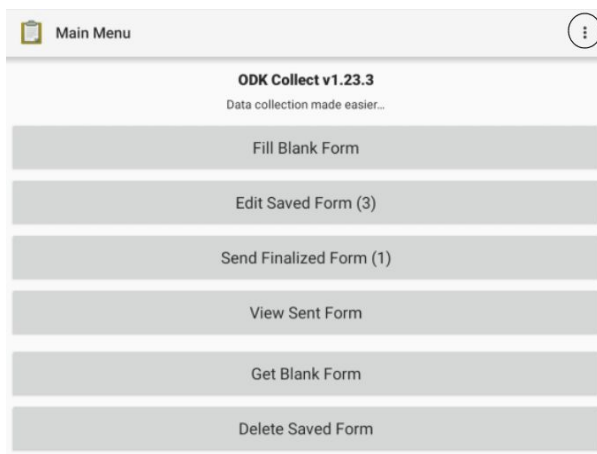 Main Menu
ODK Collect v1.23.3
Data collection made easier...
Fill Blank Form
Edit Saved Form (3)
Send Finalized Form (1)
View Sent Form
Get Blank Form
Delete Saved Form